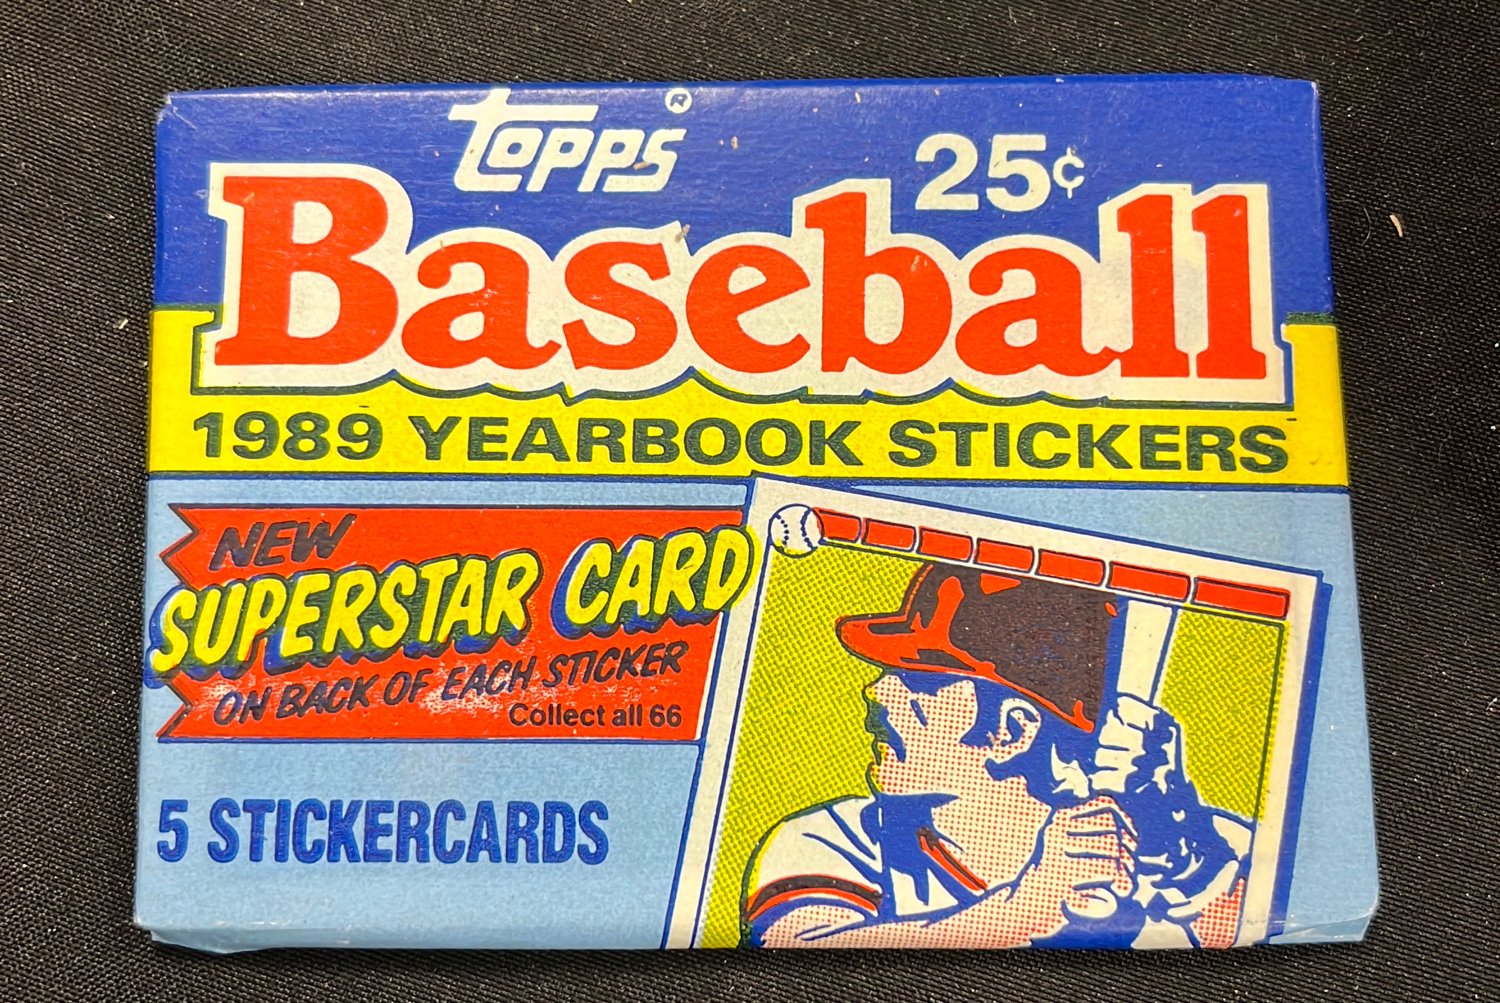 TOPPS®
25¢
Baseball
1989 YEARBOOK STICKERS
NEW
SUPERSTAR CARD
ON BACK OF EACH STICKER
Collect all 66
5 STICKERCARDS